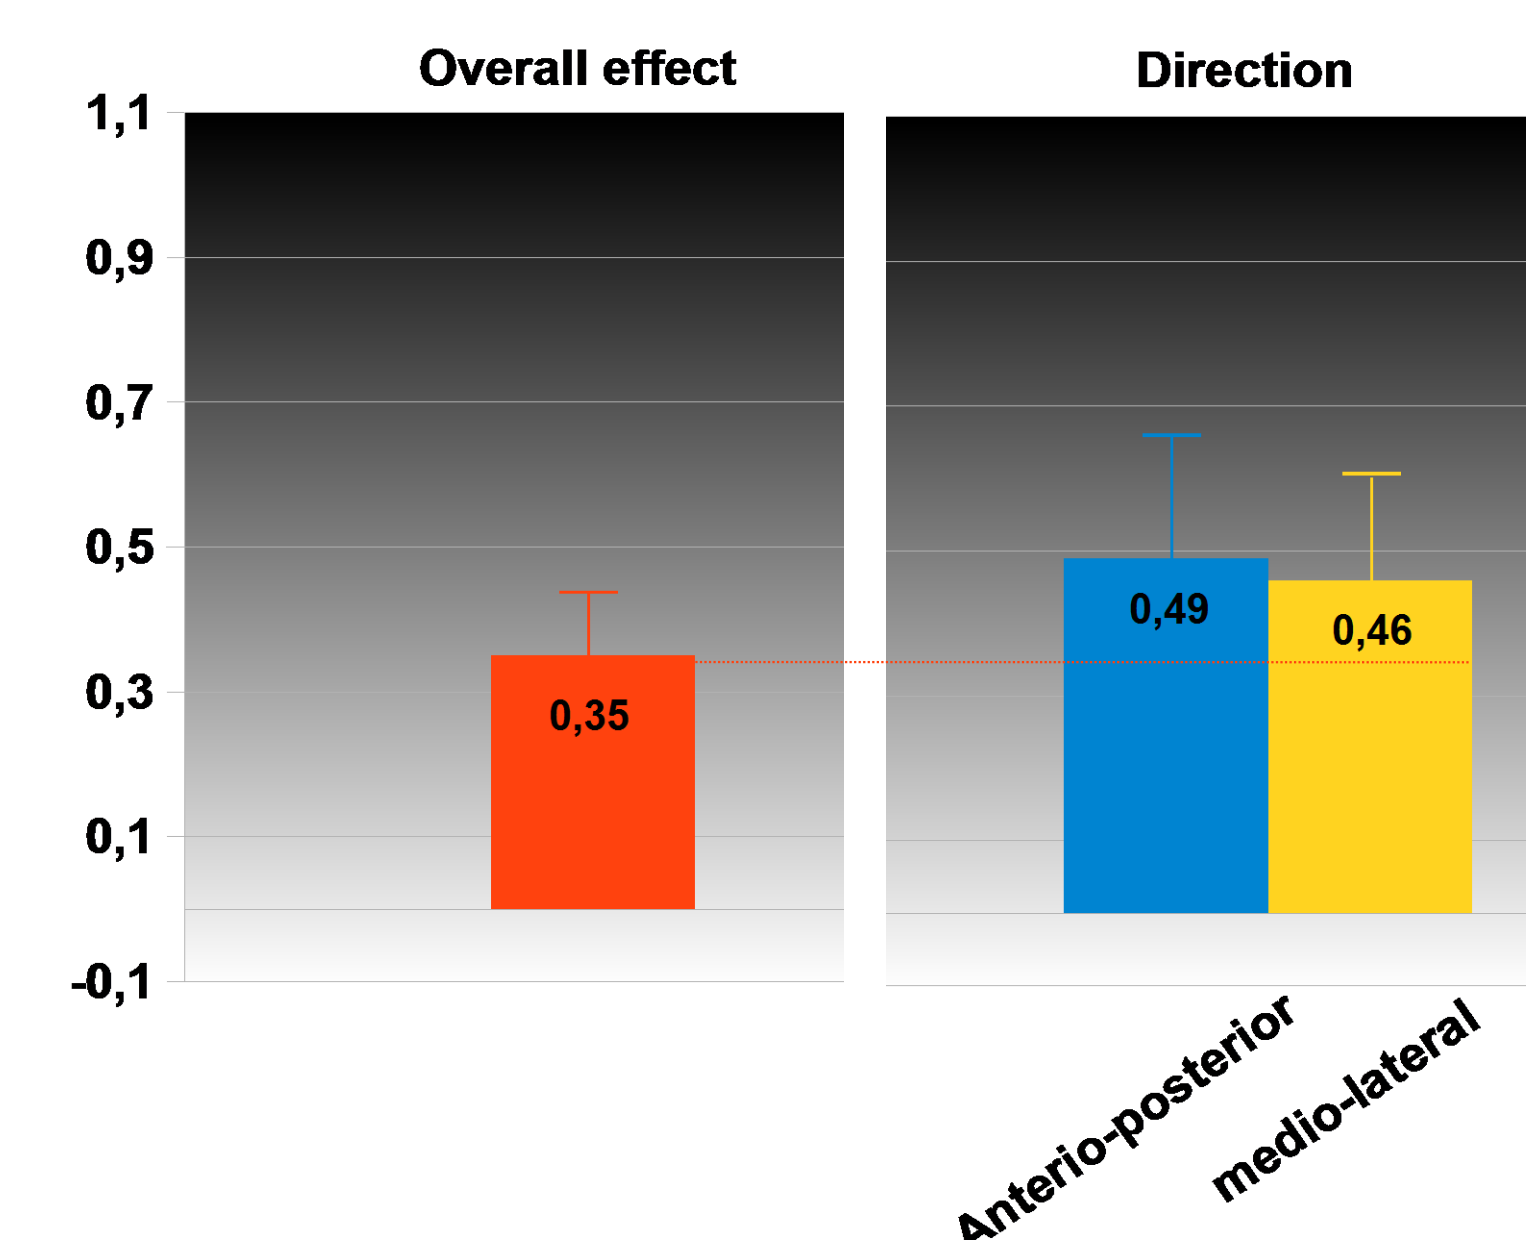 Overall effect
Direction
1,1
0,9
0,7
0,5
0,3
0,1
-0,1
0,35
0,49
0,46
Anterio-posterior
medio-lateral